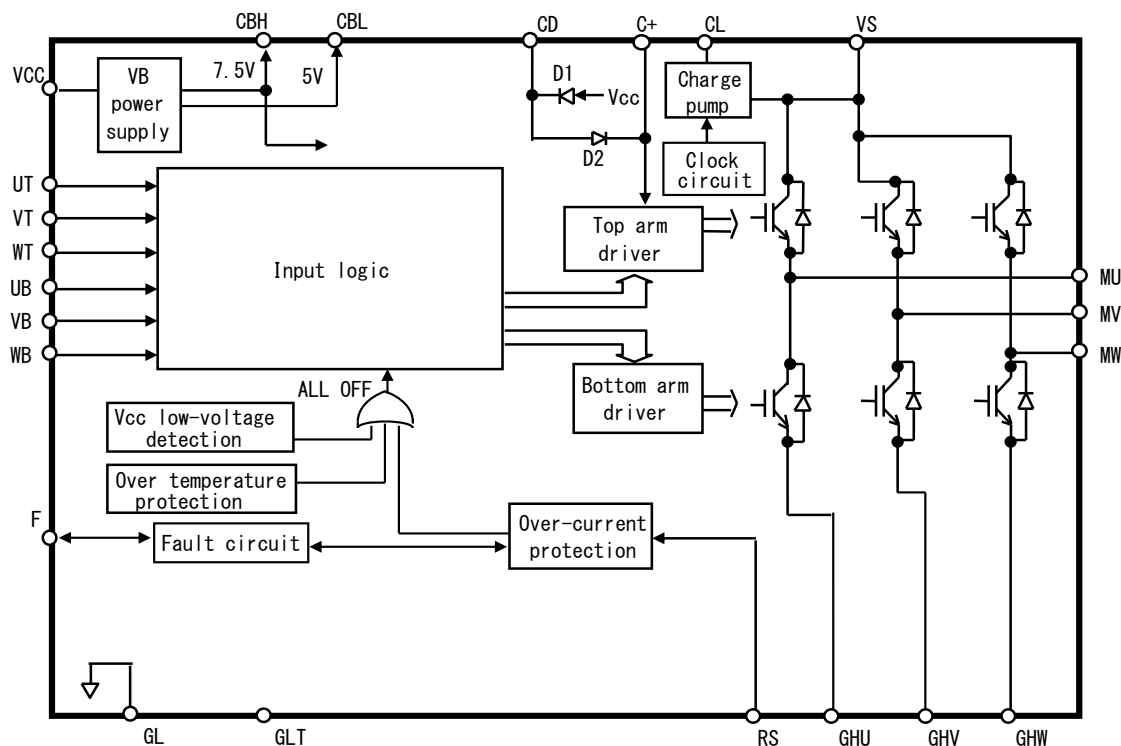 CBH
CBL
CD
C+
CL
VS
VCC
VB
power
supply
7.5V
5V
D1
Vcc
D2
Charge
pump
Clock
circuit
UT
VT
WT
UB
VB
WB
Input logic
Top arm
driver
Bottom arm
driver
MU
MV
MW
ALL OFF
Vcc low-voltage
detection
Over temperature
protection
F
Fault circuit
Over-current
protection
GL
GLT
RS
GHU
GHV
GHW